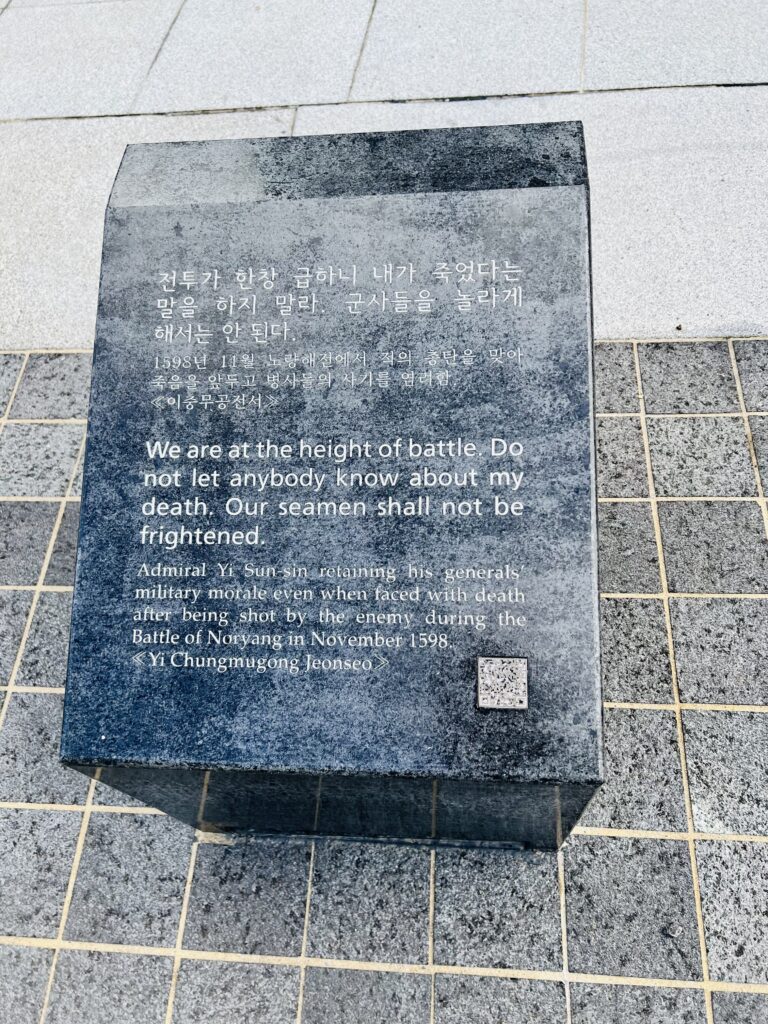 전투가 한창 급하니 내가 죽었다는
말을 하지 말라. 군사들을 놀라게
해서는 안 된다.
1598년 11월 노량해전에서 적의 총탄을 맞아
죽음을 앞두고 병사들의 사기를 염려함.
≪이충무공전서≫
We are at the height of battle. Do
not let anybody know about my
death. Our seamen shall not be
frightened.
Admiral Yi Sun-sin retaining his generals'
military morale even when faced with death
after being shot by the enemy during the
Battle of Noryang in November 1598.
≪Yi Chungmugong Jeonseo≫